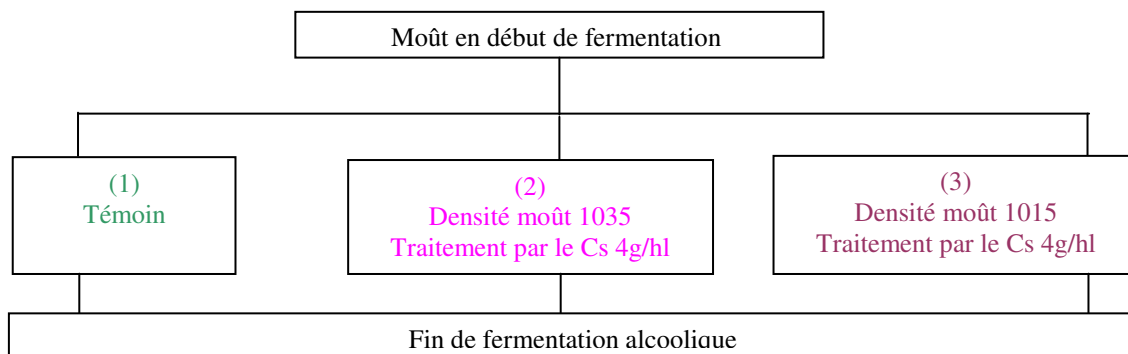 Moût en début de fermentation
(1)
Témoin
(2)
Densité moût 1035
Traitement par le Cs 4g/hl
(3)
Densité moût 1015
Traitement par le Cs 4g/hl
Fin de fermentation alcoolique